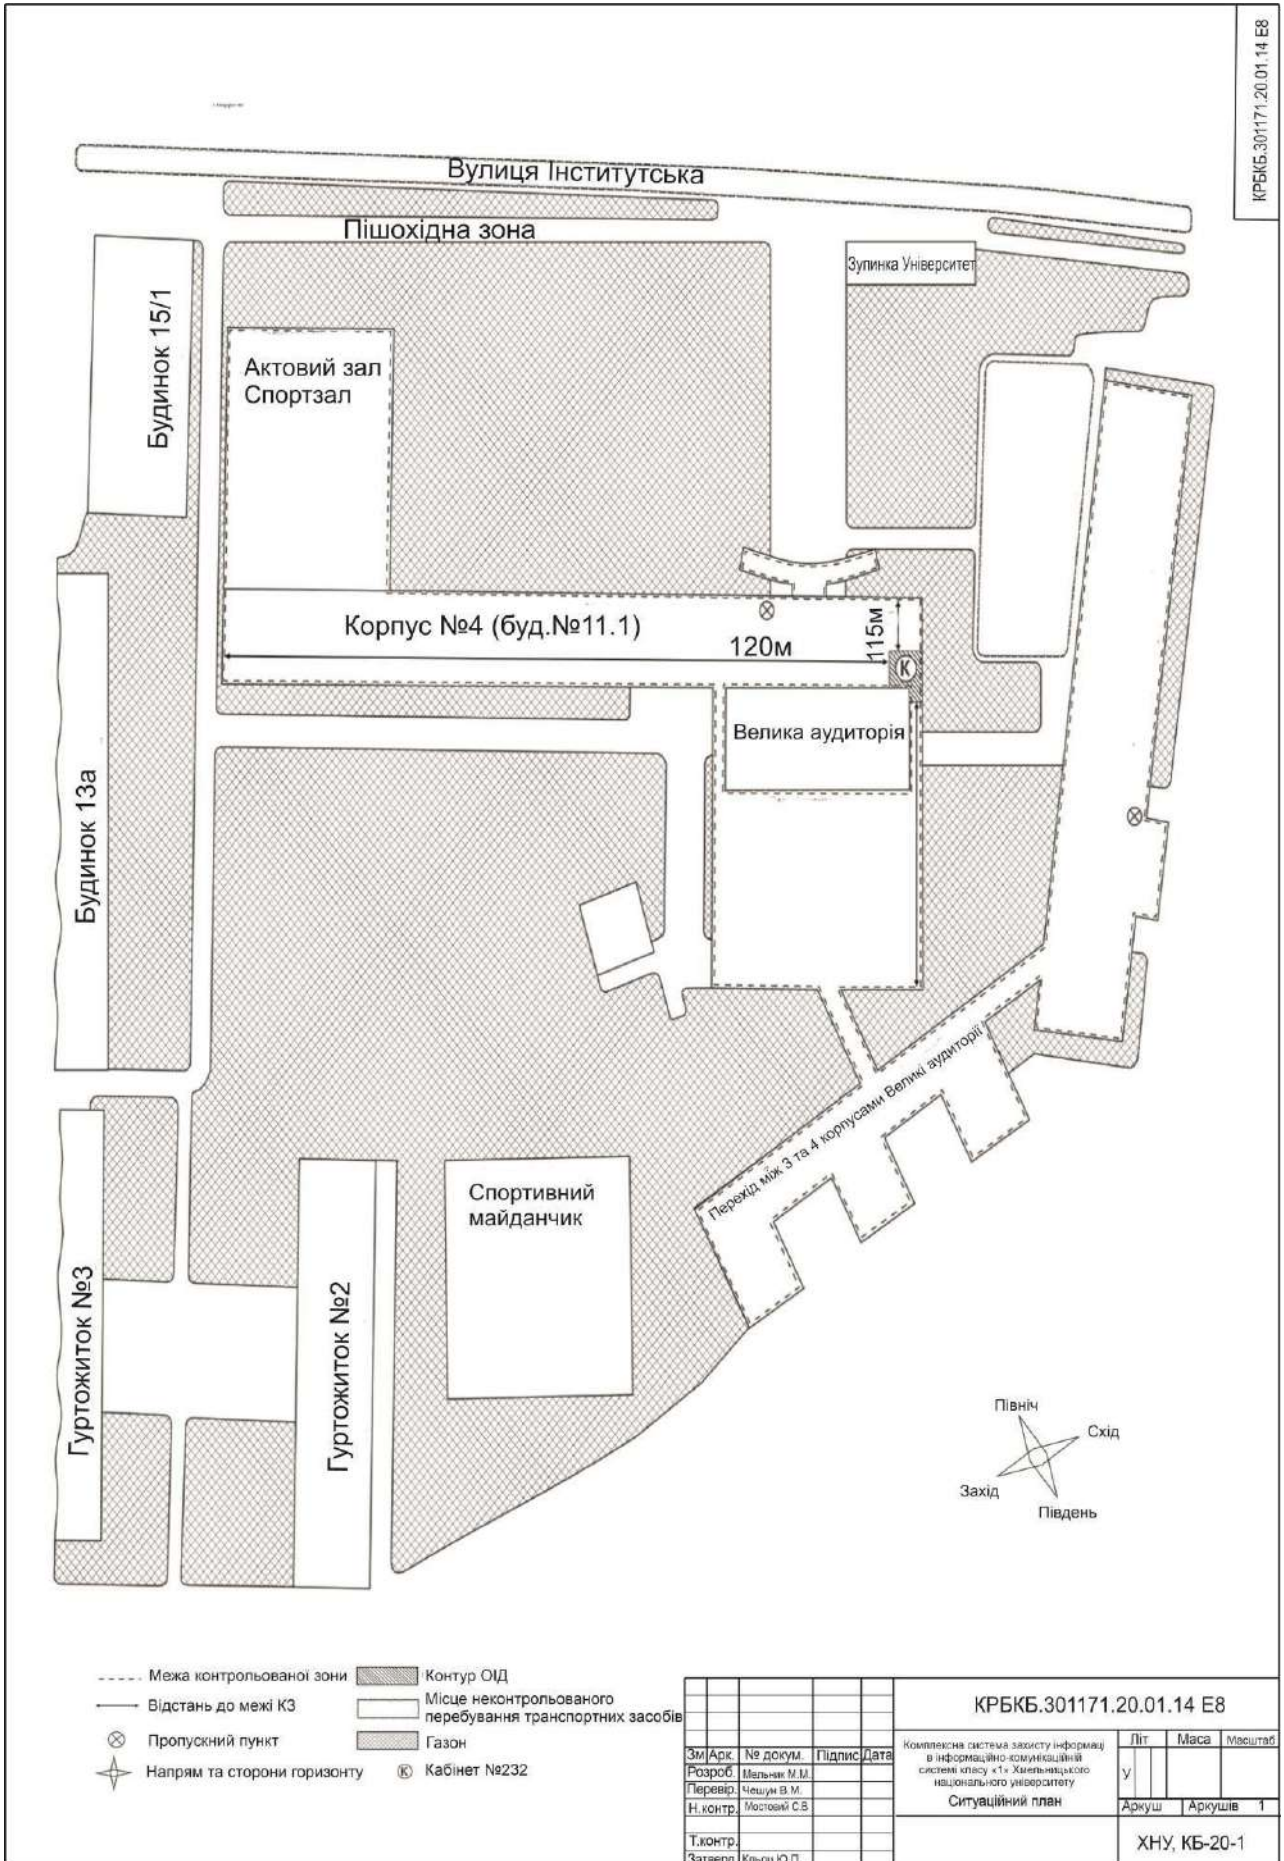 КРБКБ.301171.20.01.14 Е8
Вулиця Інститутська
Пішохідна зона
Зупинка Університет
Будинок 15/1
Актовий зал
Спортзал
Корпус №4 (буд.№11.1)
120м
115м
К
Велика аудиторія
Будинок 13а
Перехід між 3 та 4 корпусами Великі аудиторії
Спортивний
майданчик
Гуртожиток №3
Гуртожиток №2
Північ
Схід
Захід
Південь
Межа контрольованої зони
Контур ОІД
Відстань до межі КЗ
Місце неконтрольованого
перебування транспортних засобів
Пропускний пункт
Газон
Напрям та сторони горизонту
К Кабінет №232
КРБКБ.301171.20.01.14 Е8
Зм Арк. № докум. Підпис Дата
Розроб. Мельник М.М.
Перевір. Чешун В.М.
Н.контр. Мостовий С.В
Т.контр.
Затверд
Комплексна система захисту інформаці
в інформаційно-комунікаційній
системі класу «1» Хмельницького
національного університету
Ситуаційний план
Літ Маса Масштаб
У
Аркуш Аркушів 1
ХНУ, КБ-20-1